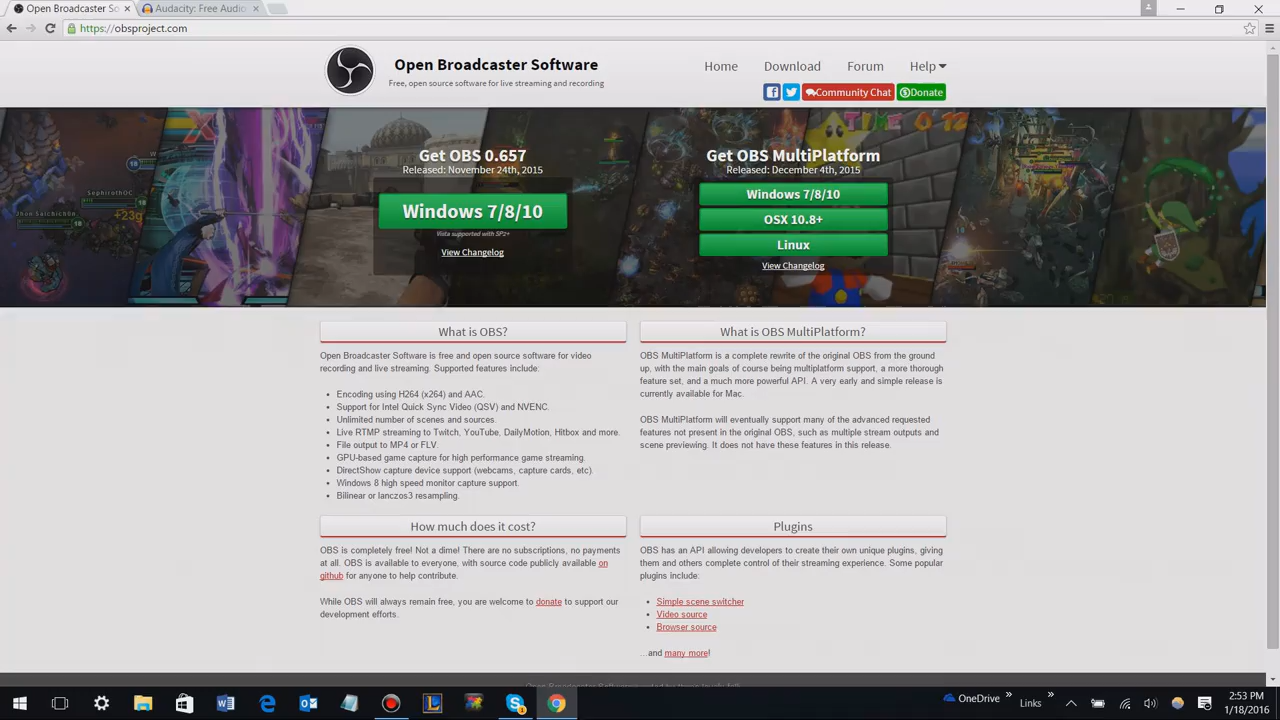 Open Broadcaster So
Audacity: Free Audio
https://obsproject.com
Open Broadcaster Software
Free, open source software for live streaming and recording
Home
Download
Forum
Help
Community Chat
Donate
Get OBS 0.657
Released: November 24th, 2015
Windows 7/8/10
Vista supported with SP2+
View Changelog
Get OBS MultiPlatform
Released: December 4th, 2015
Windows 7/8/10
OSX 10.8+
Linux
View Changelog
SephirothOC
+23g
TIME 0 12
What is OBS?
Open Broadcaster Software is free and open source software for video
recording and live streaming. Supported features include:
• Encoding using H264 (x264) and AAC.
• Support for Intel Quick Sync Video (QSV) and NVENC.
• Unlimited number of scenes and sources.
• Live RTMP streaming to Twitch, YouTube, DailyMotion, Hitbox and more.
• File output to MP4 or FLV.
• GPU-based game capture for high performance game streaming.
• DirectShow capture device support (webcams, capture cards, etc).
• Windows 8 high speed monitor capture support.
• Bilinear or lanczos3 resampling.
What is OBS MultiPlatform?
OBS MultiPlatform is a complete rewrite of the original OBS from the ground
up, with the main goals of course being multiplatform support, a more thorough
feature set, and a much more powerful API. A very early and simple release is
currently available for Mac.
OBS MultiPlatform will eventually support many of the advanced requested
features not present in the original OBS, such as multiple stream outputs and
scene previewing. It does not have these features in this release.
How much does it cost?
OBS is completely free! Not a dime! There are no subscriptions, no payments
at all. OBS is available to everyone, with source code publicly available on
github for anyone to help contribute.
While OBS will always remain free, you are welcome to donate to support our
development efforts.
Plugins
OBS has an API allowing developers to create their own unique plugins, giving
them and others complete control of their streaming experience. Some popular
plugins include:
• Simple scene switcher
• Video source
• Browser source
...and many more!
OneDrive
Links
2:53 PM
1/18/2016